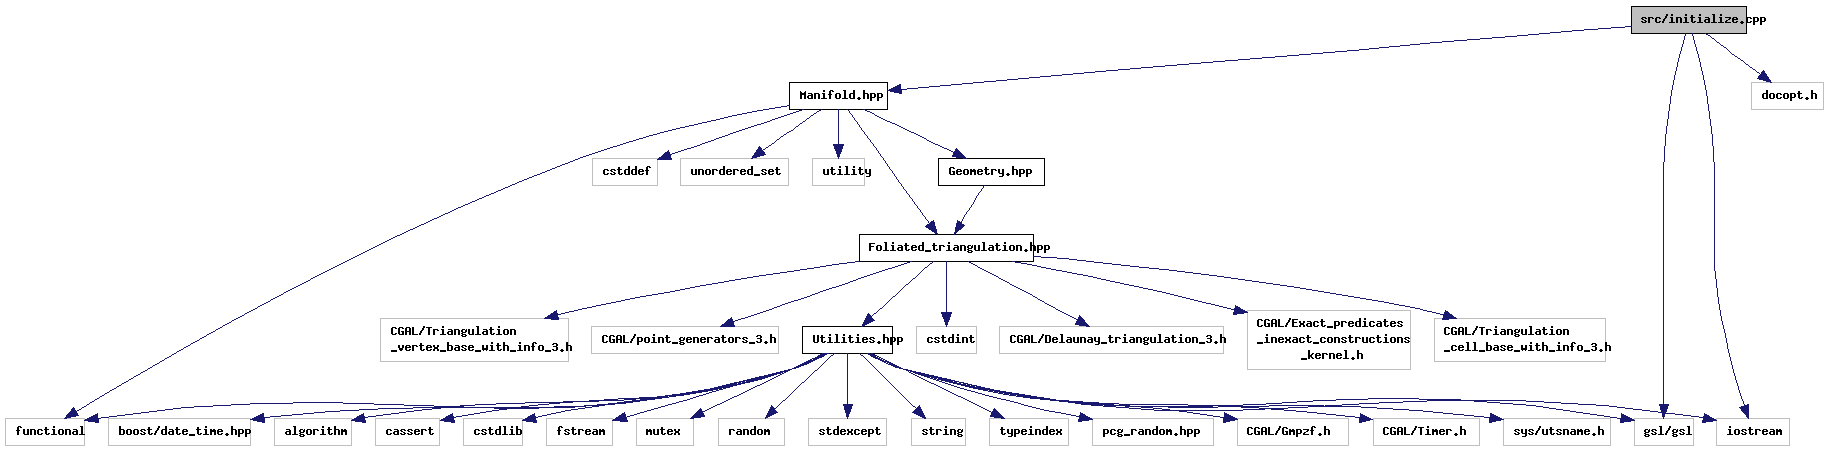 src/initialize.cpp
Manifold.hpp
docopt.h
cstddef
unordered_set
utility
Geometry.hpp
Foliated_triangulation.hpp
CGAL/Triangulation
_vertex_base_with_info_3.h
CGAL/point_generators_3.h
Utilities.hpp
cstdint
CGAL/Delaunay_triangulation_3.h
CGAL/Exact_predicates
_inexact_constructions
_kernel.h
CGAL/Triangulation
_cell_base_with_info_3.h
functional
boost/date_time.hpp
algorithm
cassert
cstdlib
fstream
mutex
random
stdexcept
string
typeindex
pcg_random.hpp
CGAL/Gmpzf.h
CGAL/Timer.h
sys/utsname.h
gsl/gsl
iostream